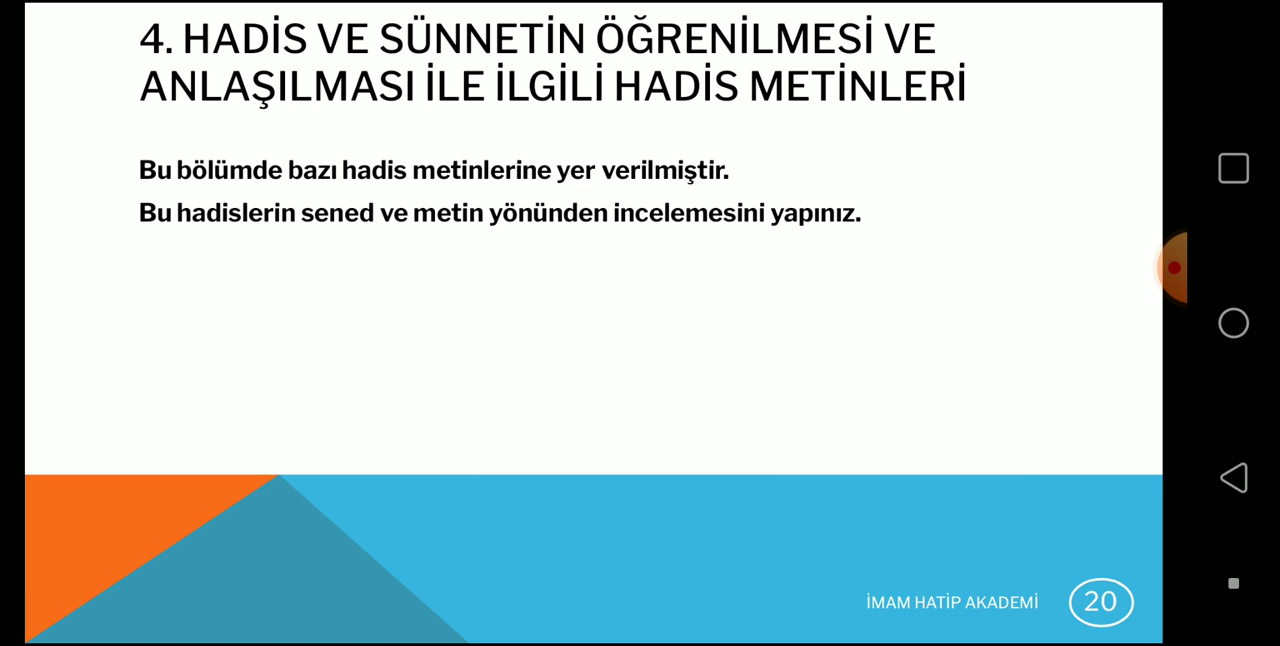 4. HADİS VE SÜNNETİN ÖĞRENİLMESİ VE
ANLAŞILMASI İLE İLGİLİ HADİS METİNLERİ
Bu bölümde bazı hadis metinlerine yer verilmiştir.
Bu hadislerin sened ve metin yönünden incelemesini yapınız.
İMAM HATİP AKADEMİ
20